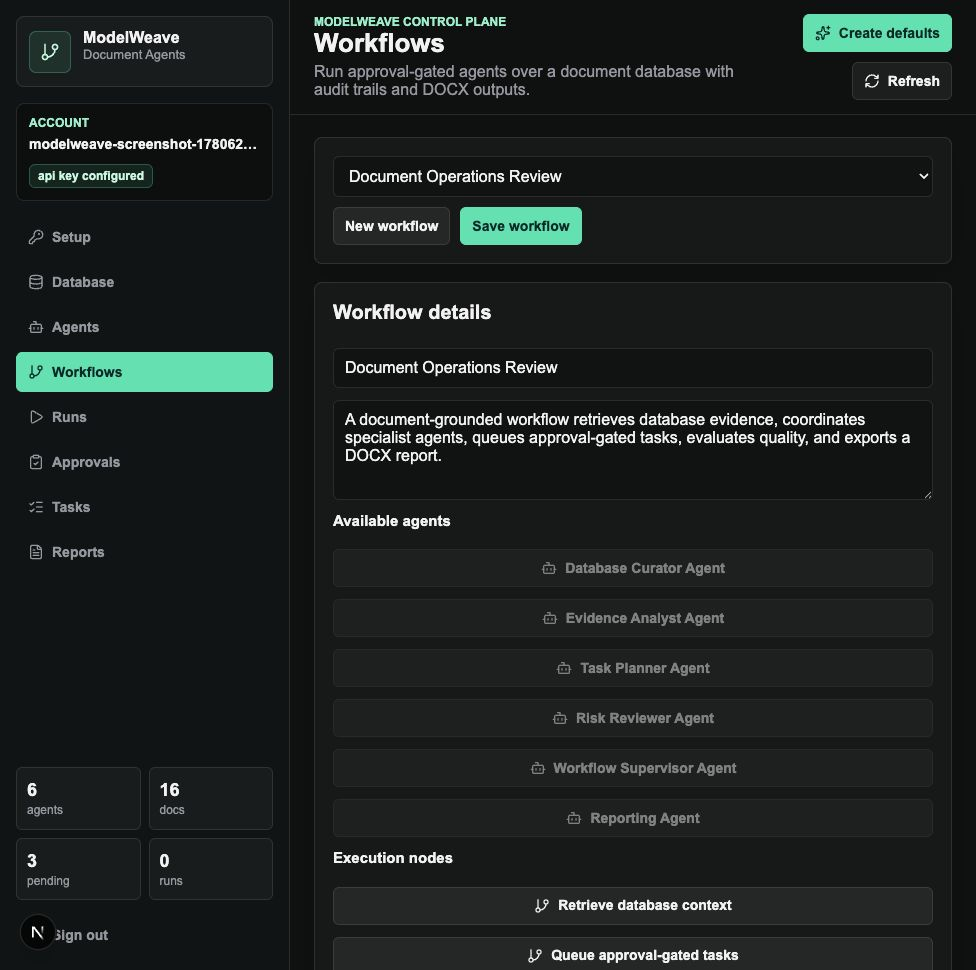 ModelWeave
Document Agents
ACCOUNT
modelweave-screenshot-178062…
api key configured
Setup
Database
Agents
Workflows
Runs
Approvals
Tasks
Reports
6
agents
16
docs
3
pending
0
runs
N
Sign out
MODELWEAVE CONTROL PLANE
Workflows
Run approval-gated agents over a document database with
audit trails and DOCX outputs.
Create defaults
Refresh
Document Operations Review
New workflow
Save workflow
Workflow details
Document Operations Review
A document-grounded workflow retrieves database evidence, coordinates
specialist agents, queues approval-gated tasks, evaluates quality, and exports a
DOCX report.
Available agents
Database Curator Agent
Evidence Analyst Agent
Task Planner Agent
Risk Reviewer Agent
Workflow Supervisor Agent
Reporting Agent
Execution nodes
Retrieve database context
Queue approval-gated tasks